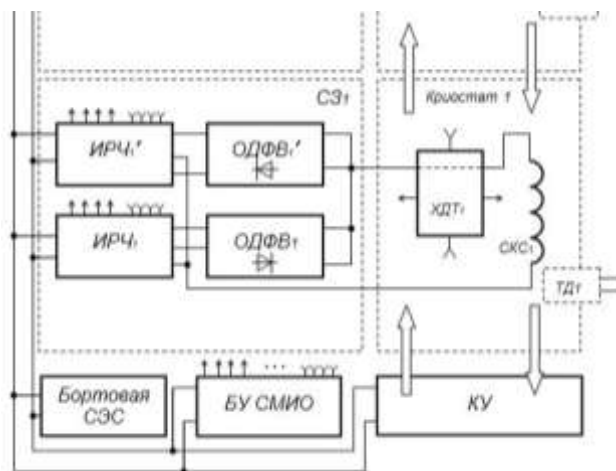 СЗ₁
Криостат 1
ИРЧ₁′
ОДФВ₁′
ХДТ₁
ИРЧ₁
ОДФВ₁
СКС₁
ТД₁
Бортовая
СЭС
БУ СМИО
КУ